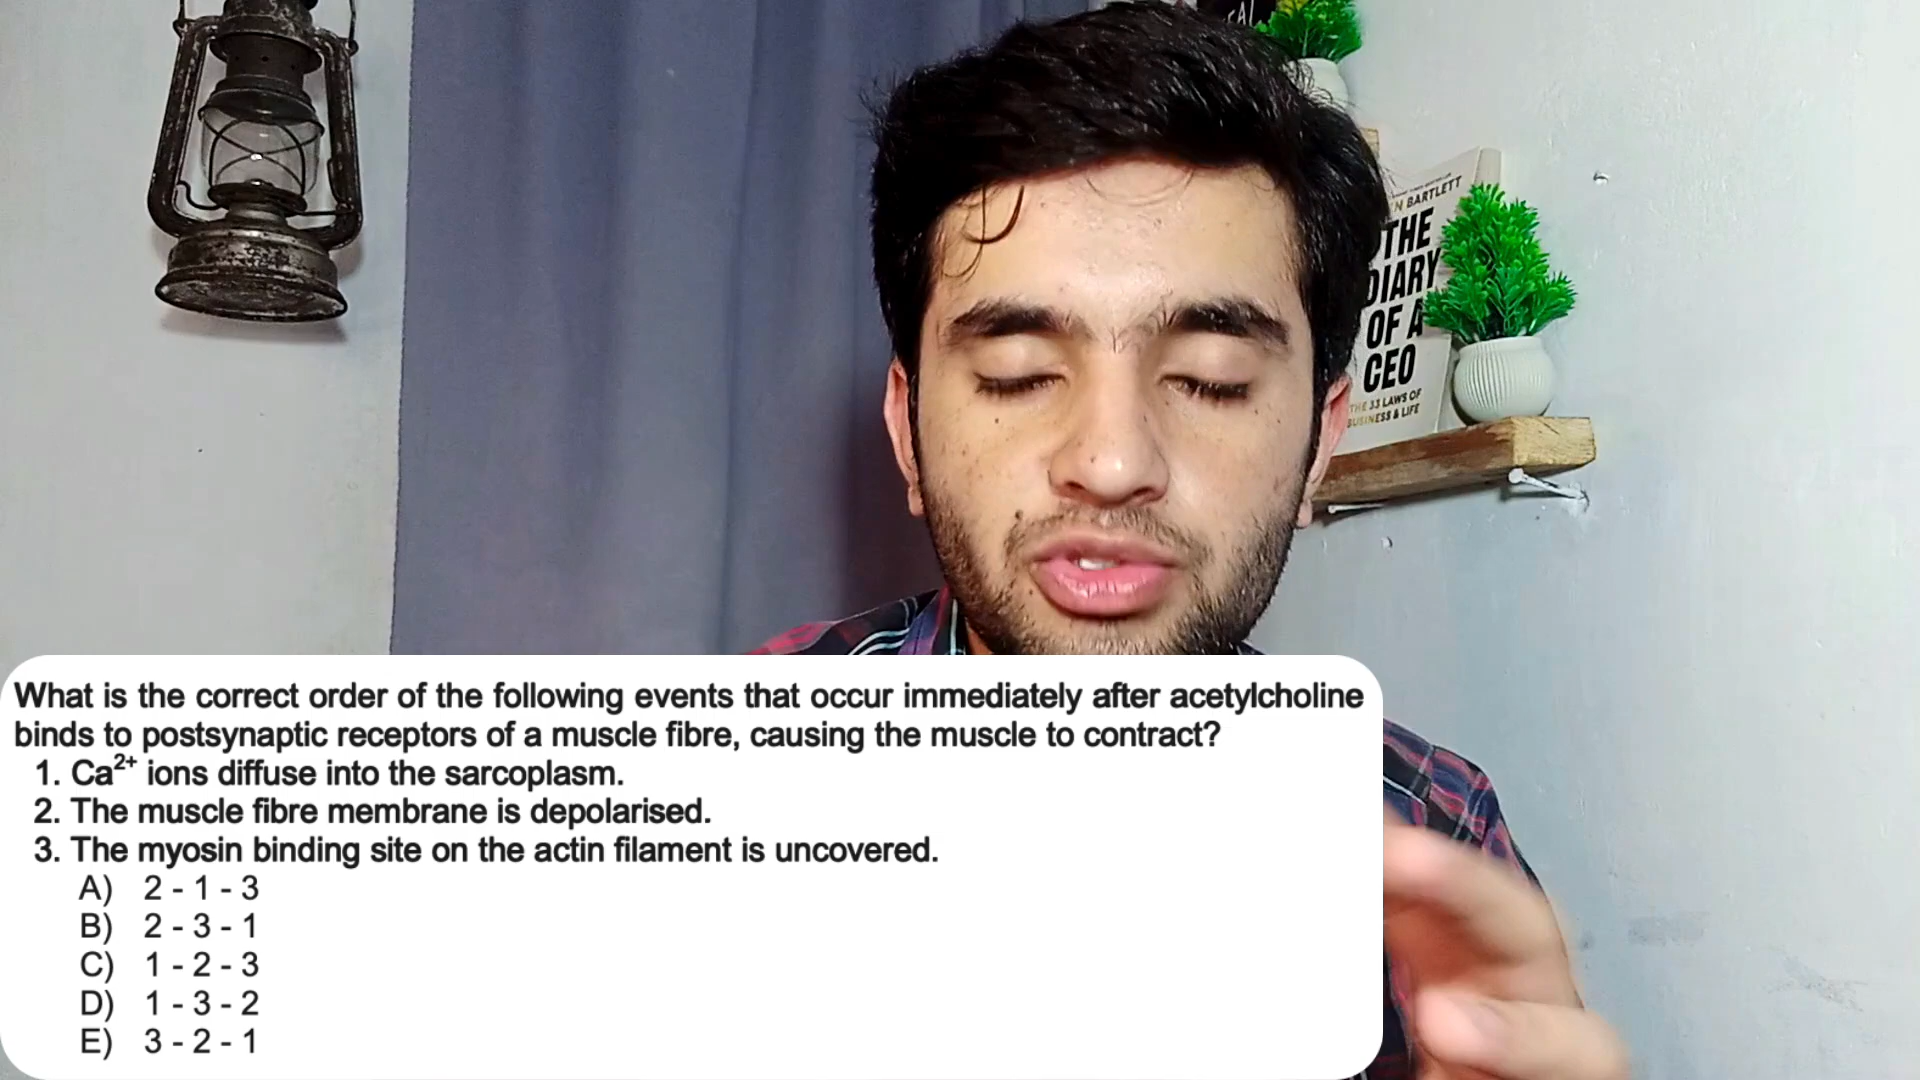 EAL
EN BARTLETT
THE
DIARY
OF A
CEO
THE 33 LAWS OF
BUSINESS & LIFE
What is the correct order of the following events that occur immediately after acetylcholine
binds to postsynaptic receptors of a muscle fibre, causing the muscle to contract?
1. Ca²⁺ ions diffuse into the sarcoplasm.
2. The muscle fibre membrane is depolarised.
3. The myosin binding site on the actin filament is uncovered.
A) 2 - 1 - 3
B) 2 - 3 - 1
C) 1 - 2 - 3
D) 1 - 3 - 2
E) 3 - 2 - 1